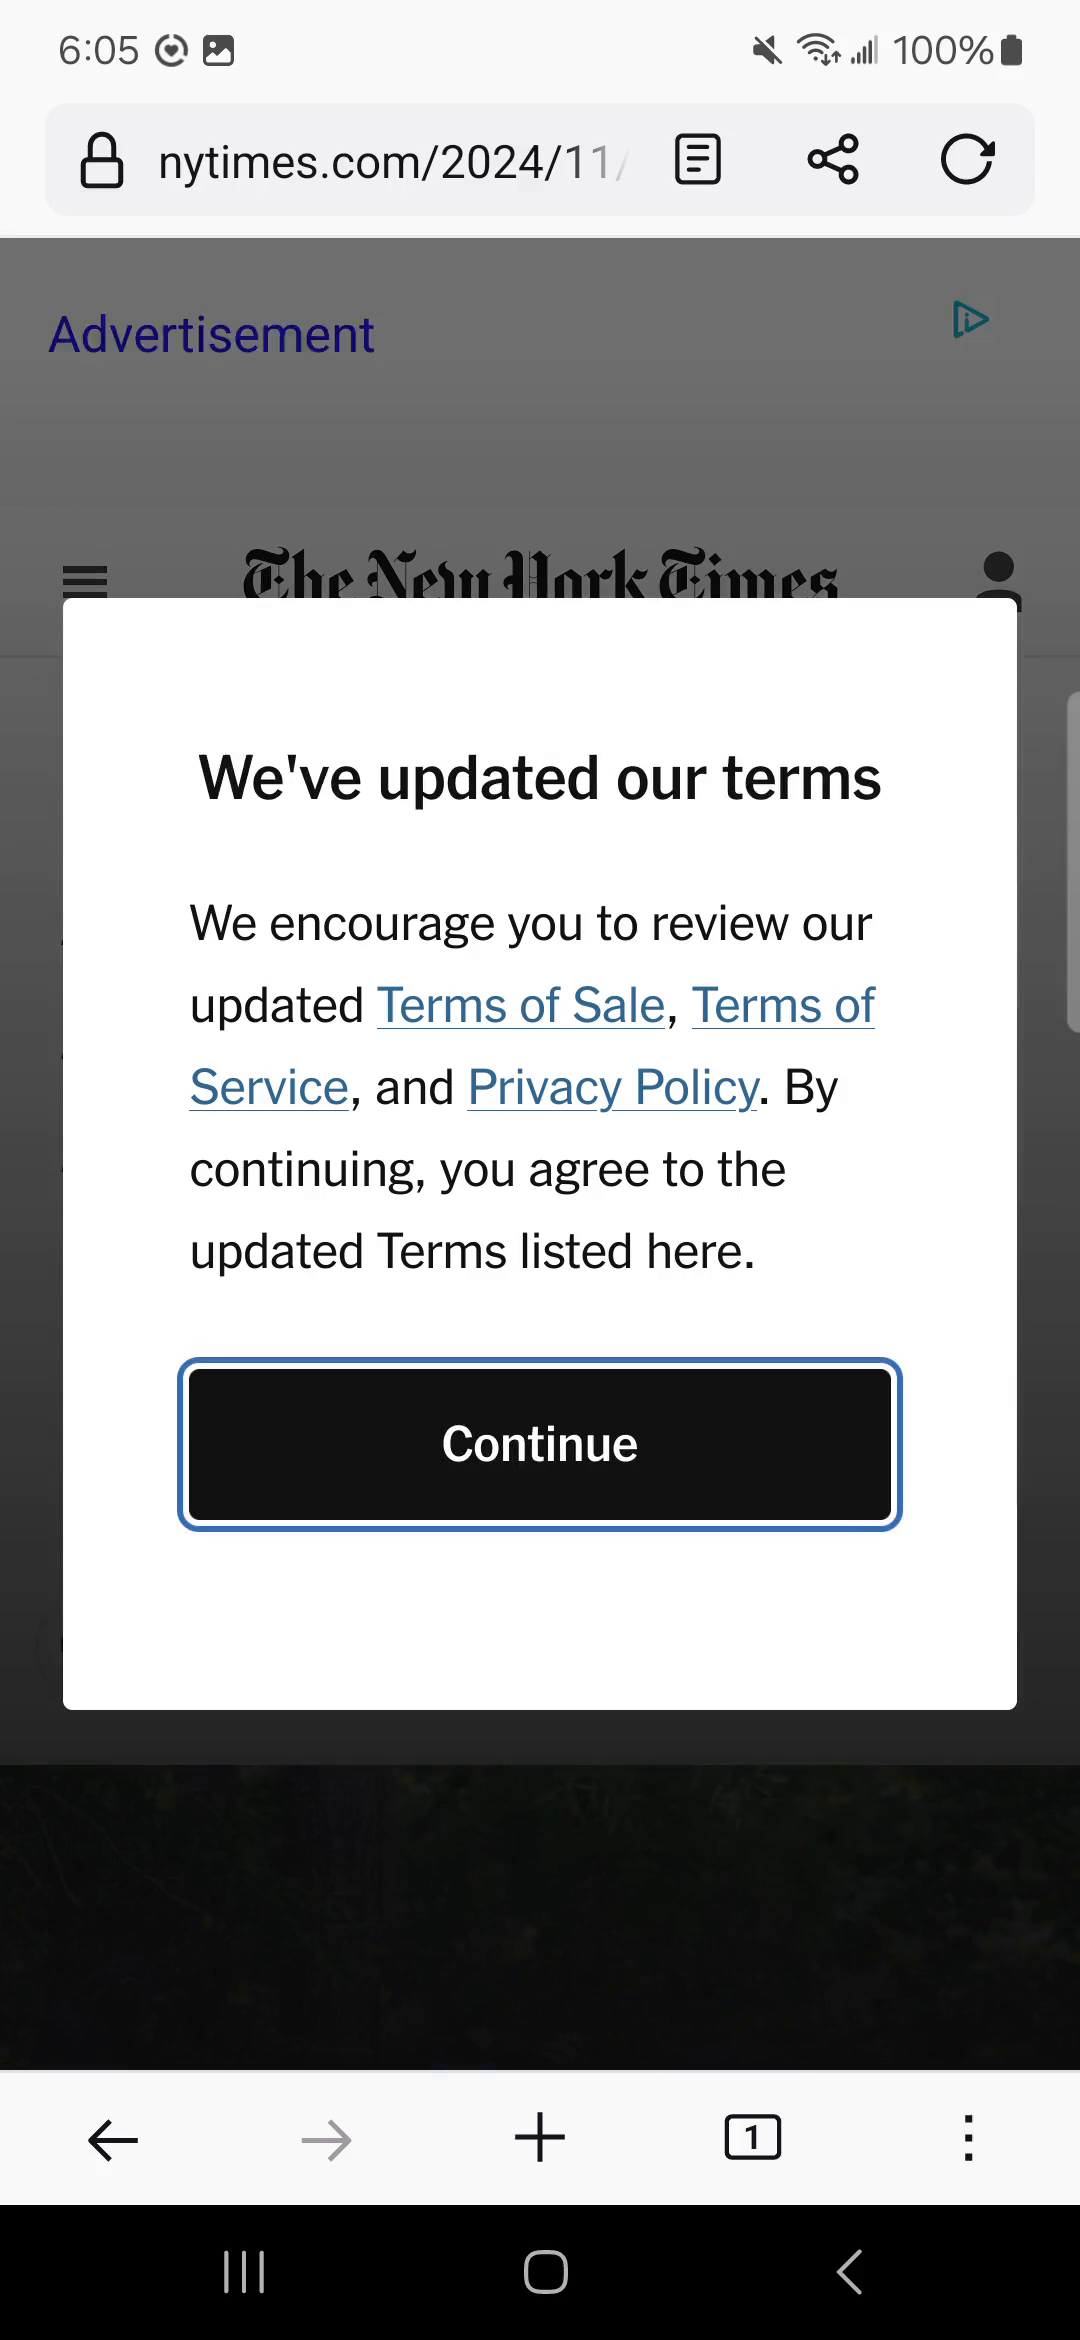 6:05 100%
nytimes.com/2024/11/
Advertisement
The New York Times
We've updated our terms
We encourage you to review our
updated Terms of Sale, Terms of
Service, and Privacy Policy. By
continuing, you agree to the
updated Terms listed here.
Continue
1